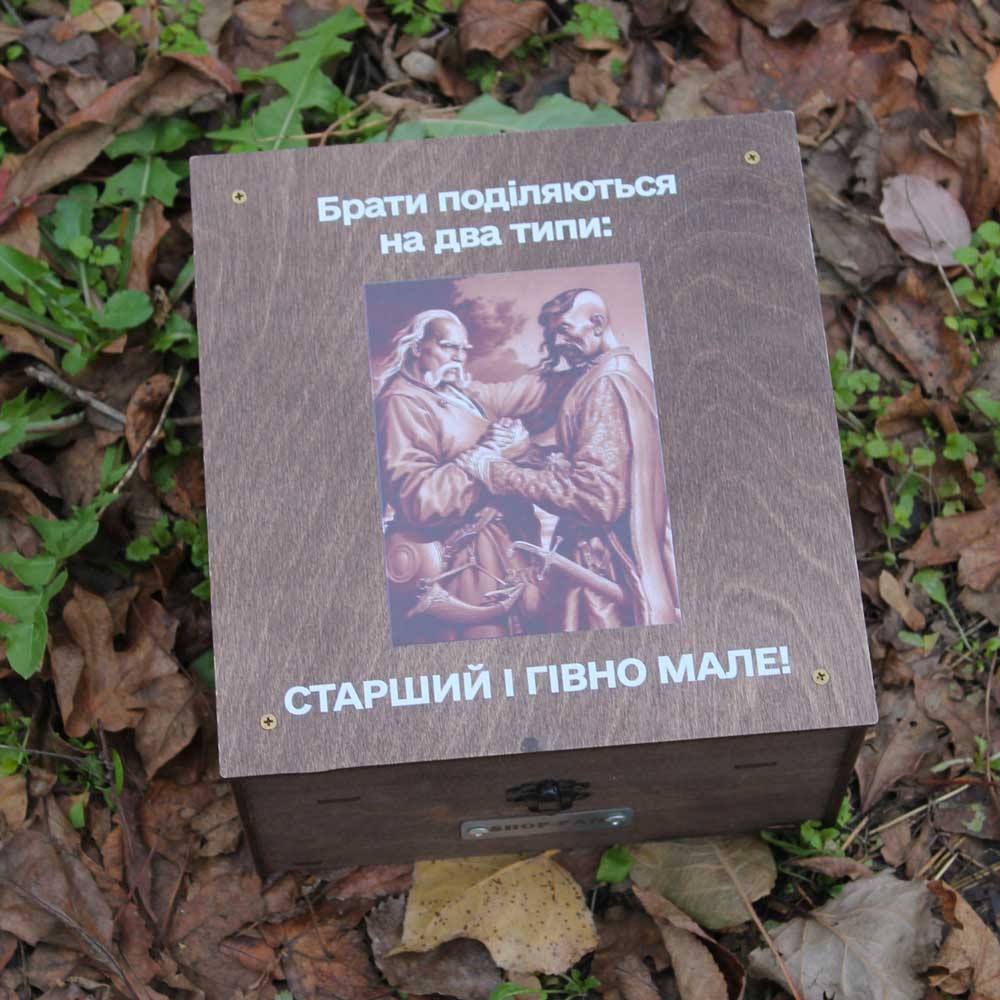 Брати поділяються
на два типи:
СТАРШИЙ І ГІВНО МАЛЕ!